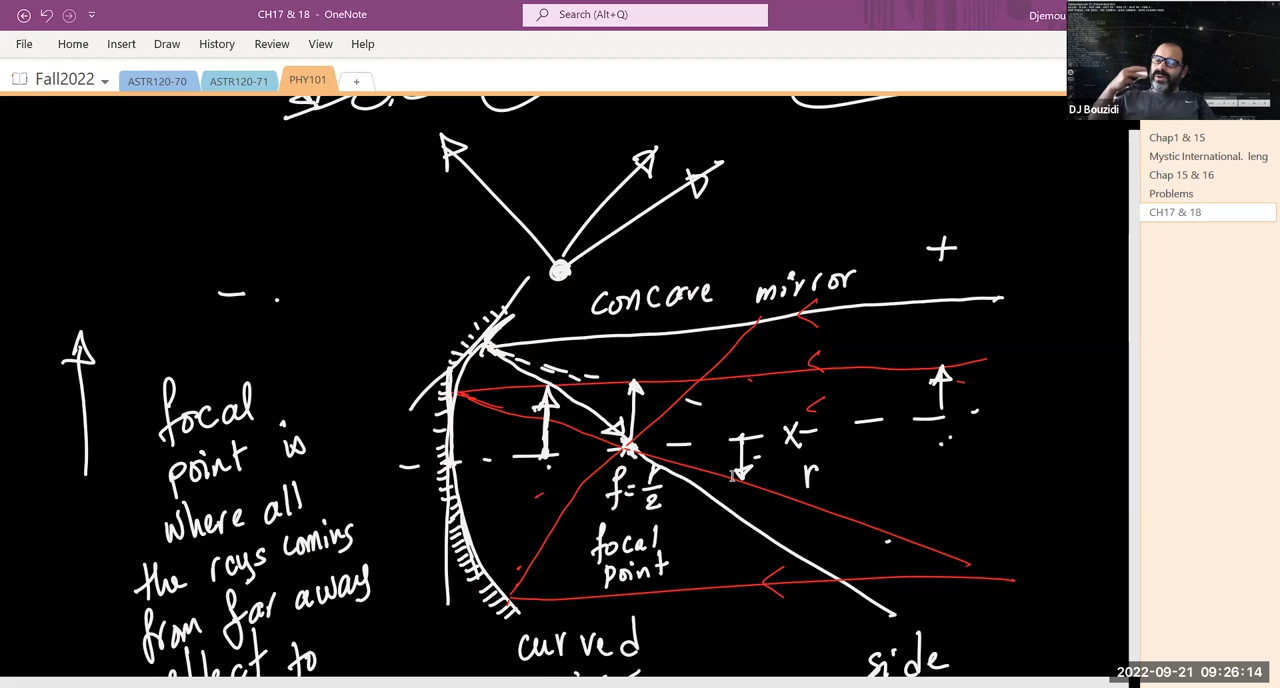 CH17 & 18 - OneNote
Search (Alt+Q)
Djemou
DJ Bouzidi
File Home Insert Draw History Review View Help
Fall2022
ASTR120-70
ASTR120-71
PHY101
+
Chap1 & 15
Mystic International. leng
Chap 15 & 16
Problems
CH17 & 18
+
concave mirror
- .
focal
point is
where all
the rays coming
from far away
r
f = r/2
focal
point
curved
side
2022-09-21 09:26:14